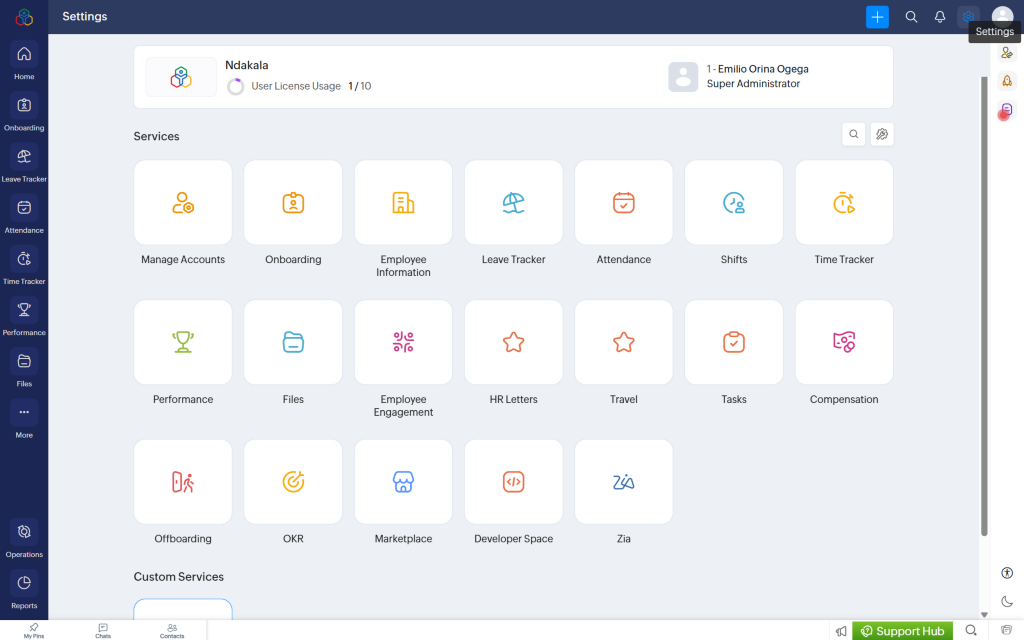 Settings
Settings
Home
Onboarding
Leave Tracker
Attendance
Time Tracker
Performance
Files
More
Operations
Reports
Ndakala
User License Usage 1/10
1 - Emilio Orina Ogega
Super Administrator
Services
Manage Accounts
Onboarding
Employee
Information
Leave Tracker
Attendance
Shifts
Time Tracker
Performance
Files
Employee
Engagement
HR Letters
Travel
Tasks
Compensation
Offboarding
OKR
Marketplace
Developer Space
Zia
Custom Services
My Pins
Chats
Contacts
Support Hub